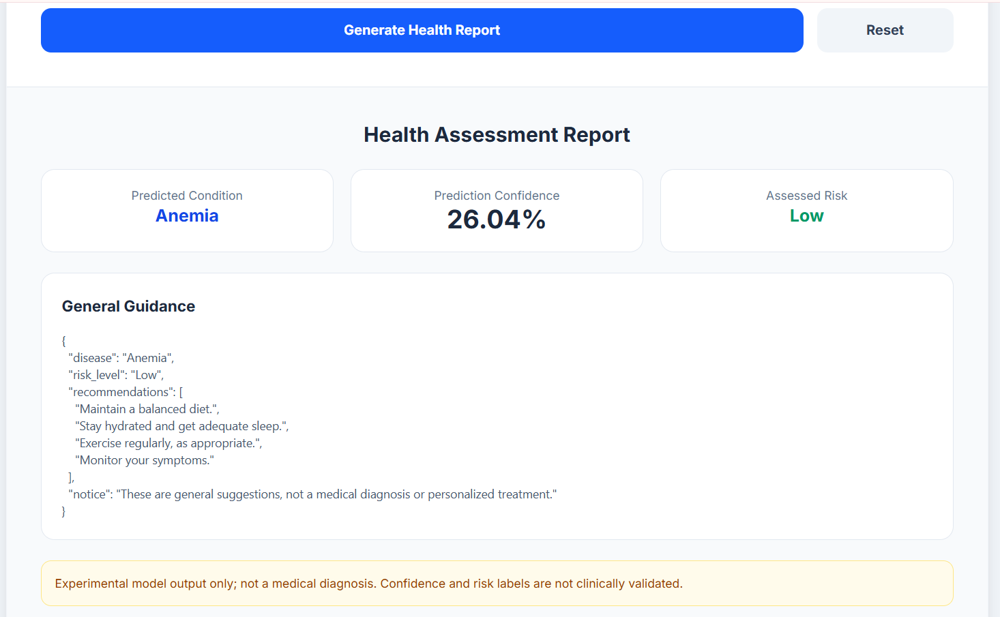 Generate Health Report
Reset
Health Assessment Report
Predicted Condition
Anemia
Prediction Confidence
26.04%
Assessed Risk
Low
General Guidance
{
"disease": "Anemia",
"risk_level": "Low",
"recommendations": [
"Maintain a balanced diet.",
"Stay hydrated and get adequate sleep.",
"Exercise regularly, as appropriate.",
"Monitor your symptoms."
],
"notice": "These are general suggestions, not a medical diagnosis or personalized treatment."
}
Experimental model output only; not a medical diagnosis. Confidence and risk labels are not clinically validated.